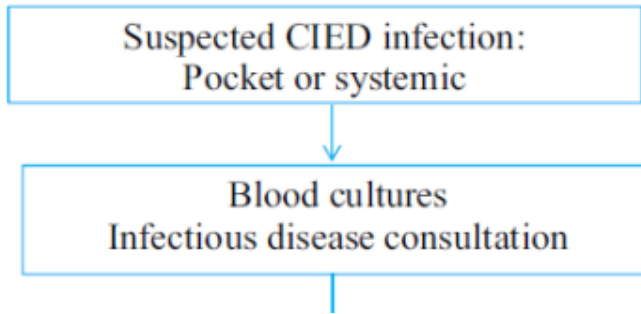 Suspected CIED infection:
Pocket or systemic
Blood cultures
Infectious disease consultation